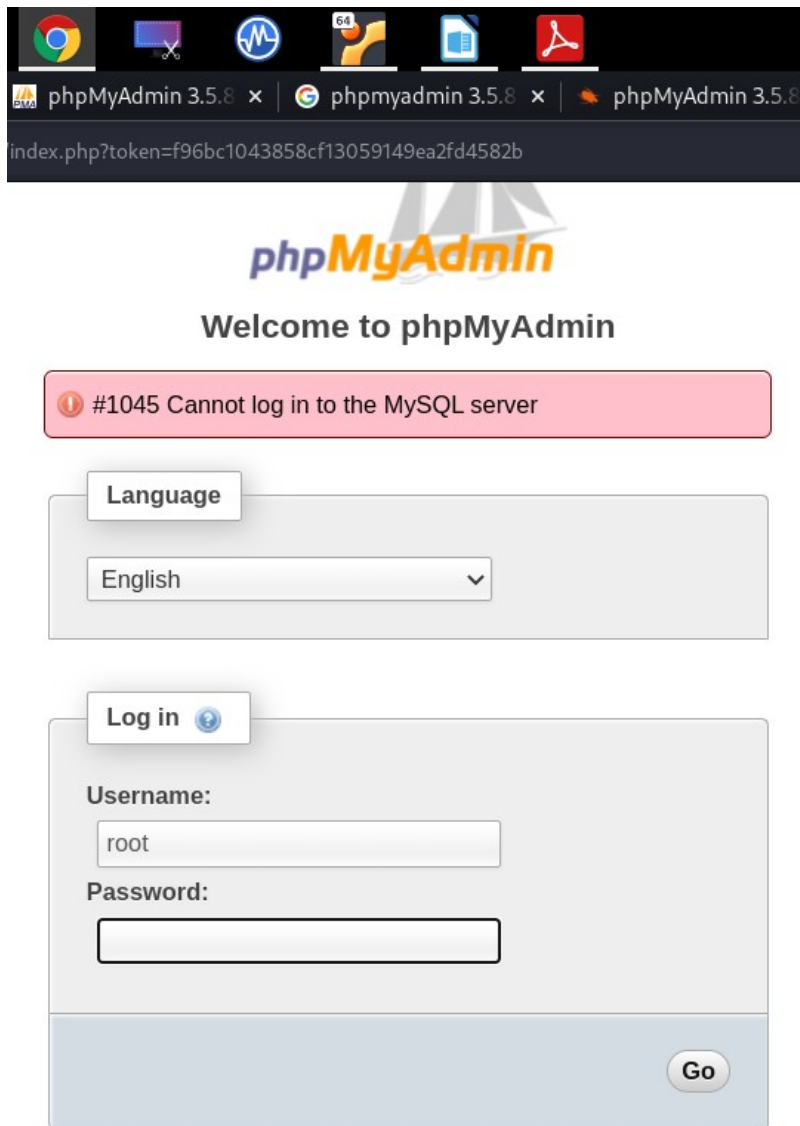 64
PMA phpMyAdmin 3.5.8 × G phpmyadmin 3.5.8 × phpMyAdmin 3.5.8
/index.php?token=f96bc1043858cf13059149ea2fd4582b
phpMyAdmin
Welcome to phpMyAdmin
#1045 Cannot log in to the MySQL server
Language
English
Log in ?
Username:
root
Password:
Go